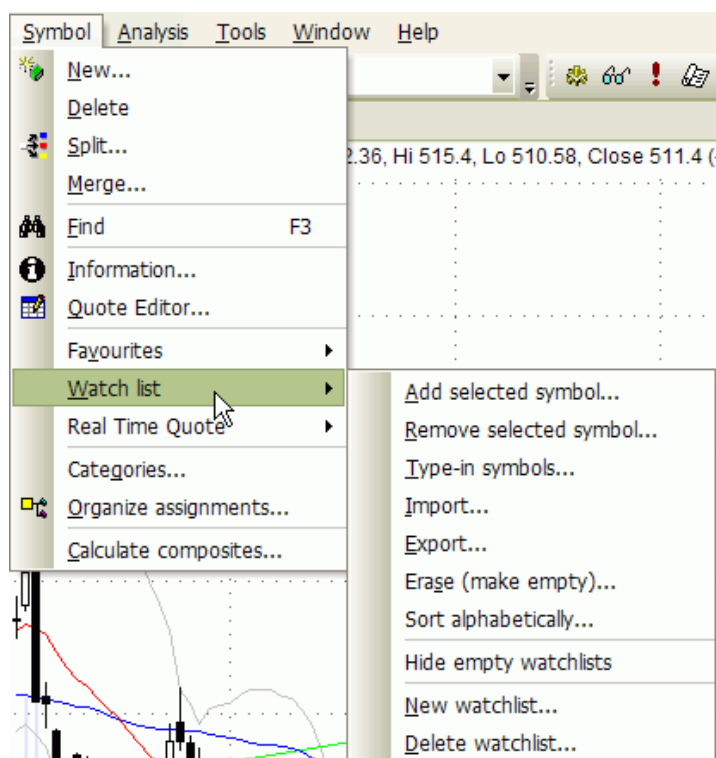 Symbol Analysis Tools Window Help
New...
Delete
Split...
2.36, Hi 515.4, Lo 510.58, Close 511.4 (
Merge...
Find F3
Information...
Quote Editor...
Favourites
Watch list
Real Time Quote
Categories...
Organize assignments...
Calculate composites...
Add selected symbol...
Remove selected symbol...
Type-in symbols...
Import...
Export...
Erase (make empty)...
Sort alphabetically...
Hide empty watchlists
New watchlist...
Delete watchlist...